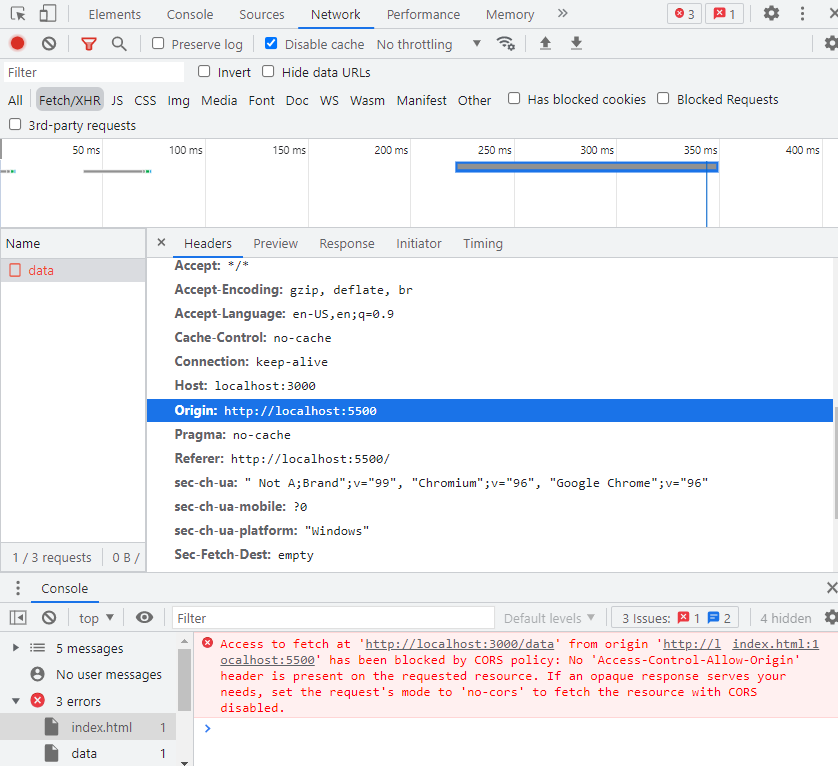 Elements Console Sources Network Performance Memory » 3 1
Preserve log Disable cache No throttling
Filter Invert Hide data URLs
All Fetch/XHR JS CSS Img Media Font Doc WS Wasm Manifest Other Has blocked cookies Blocked Requests
3rd-party requests
50 ms 100 ms 150 ms 200 ms 250 ms 300 ms 350 ms 400 ms
Name × Headers Preview Response Initiator Timing
data
Accept: */*
Accept-Encoding: gzip, deflate, br
Accept-Language: en-US,en;q=0.9
Cache-Control: no-cache
Connection: keep-alive
Host: localhost:3000
Origin: http://localhost:5500
Pragma: no-cache
Referer: http://localhost:5500/
sec-ch-ua: " Not A;Brand";v="99", "Chromium";v="96", "Google Chrome";v="96"
sec-ch-ua-mobile: ?0
sec-ch-ua-platform: "Windows"
Sec-Fetch-Dest: empty
1 / 3 requests 0 B /
Console
top Filter Default levels 3 Issues: 1 2 4 hidden
5 messages
No user messages
3 errors
index.html 1
data 1
Access to fetch at 'http://localhost:3000/data' from origin 'http://l index.html:1
ocalhost:5500' has been blocked by CORS policy: No 'Access-Control-Allow-Origin'
header is present on the requested resource. If an opaque response serves your
needs, set the request's mode to 'no-cors' to fetch the resource with CORS
disabled.